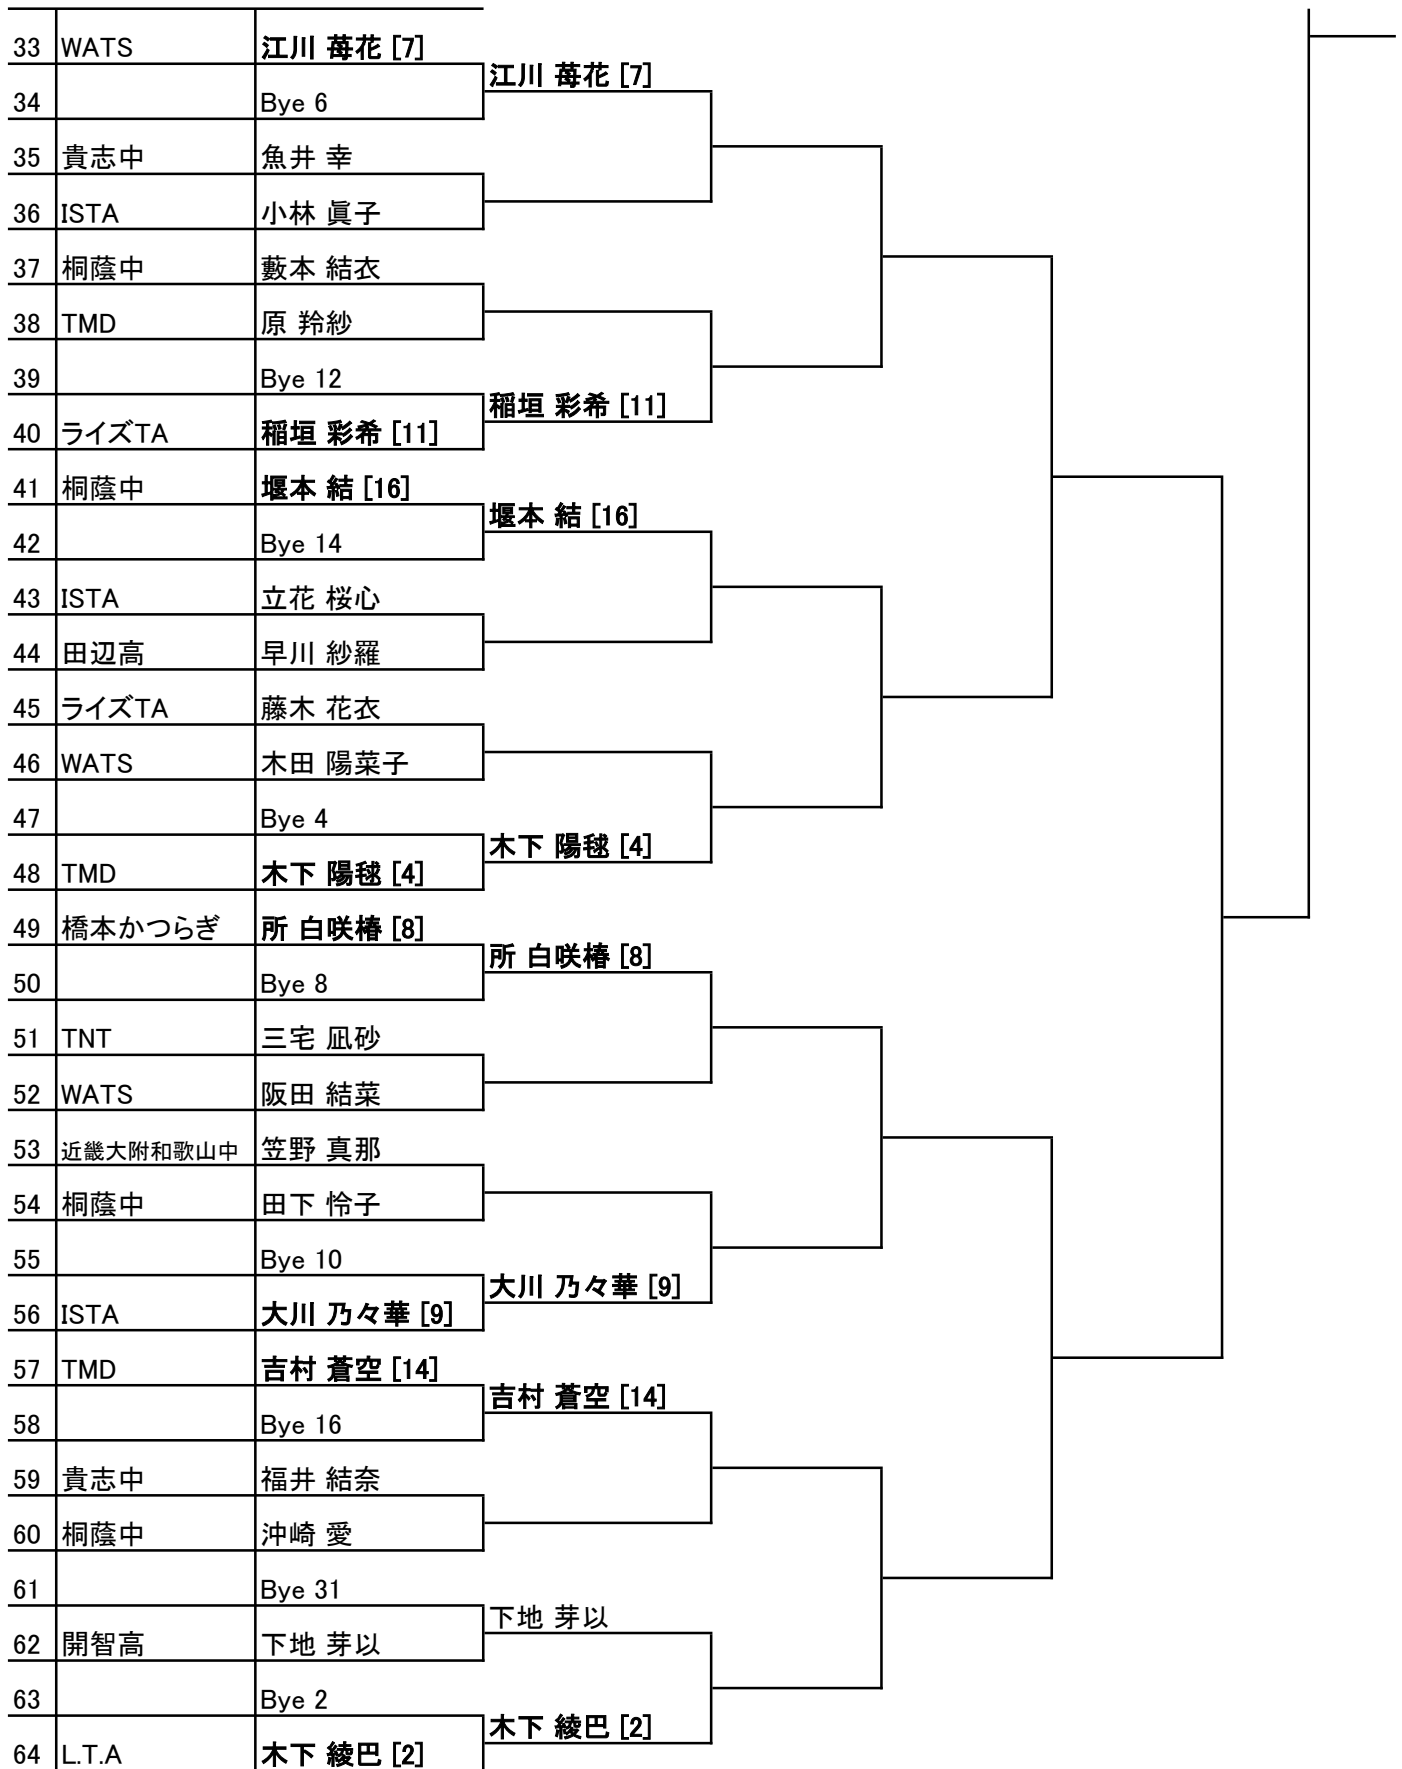 33 WATS 江川 苺花 [7]
江川 苺花 [7]
34 Bye 6
35 貴志中 魚井 幸
36 ISTA 小林 眞子
37 桐蔭中 藪本 結衣
38 TMD 原 羚紗
39 Bye 12
稲垣 彩希 [11]
40 ライズTA 稲垣 彩希 [11]
41 桐蔭中 堰本 結 [16]
堰本 結 [16]
42 Bye 14
43 ISTA 立花 桜心
44 田辺高 早川 紗羅
45 ライズTA 藤木 花衣
46 WATS 木田 陽菜子
47 Bye 4
木下 陽毬 [4]
48 TMD 木下 陽毬 [4]
49 橋本かつらぎ 所 白咲椿 [8]
所 白咲椿 [8]
50 Bye 8
51 TNT 三宅 凪砂
52 WATS 阪田 結菜
53 近畿大附和歌山中 笠野 真那
54 桐蔭中 田下 怜子
55 Bye 10
大川 乃々華 [9]
56 ISTA 大川 乃々華 [9]
57 TMD 吉村 蒼空 [14]
吉村 蒼空 [14]
58 Bye 16
59 貴志中 福井 結奈
60 桐蔭中 沖崎 愛
61 Bye 31
下地 芽以
62 開智高 下地 芽以
63 Bye 2
木下 綾巴 [2]
64 L.T.A 木下 綾巴 [2]